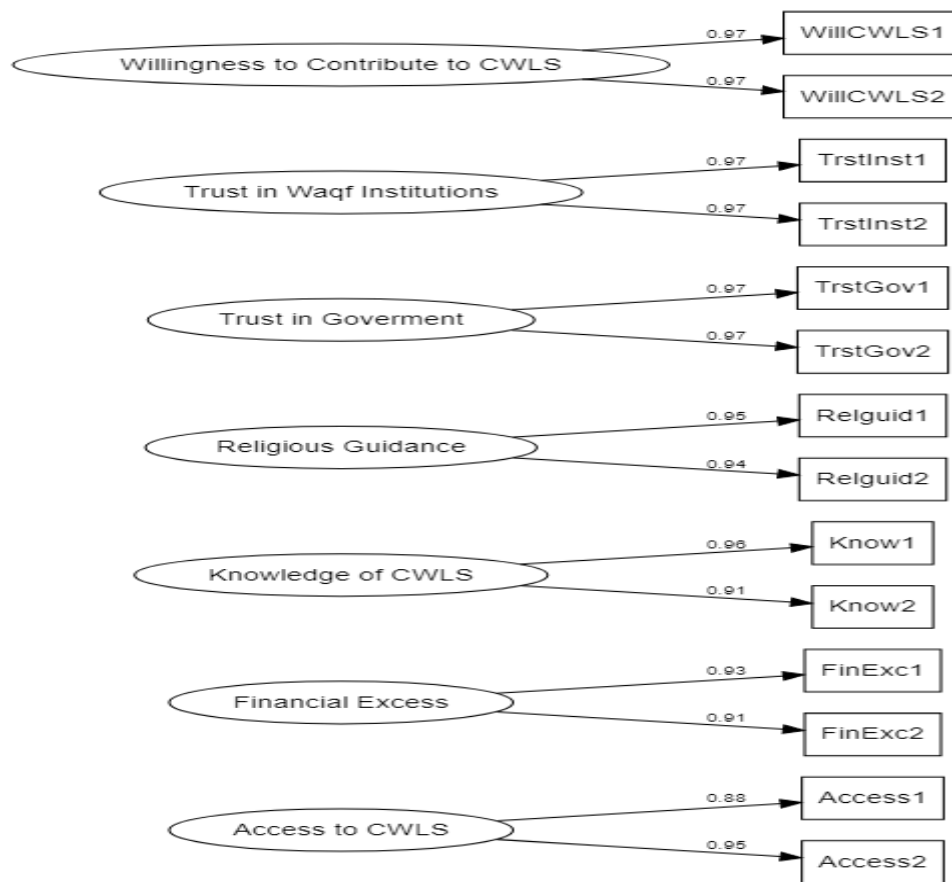 0.97
WillCWLS1
Willingness to Contribute to CWLS
0.97
WillCWLS2
0.97
TrstInst1
Trust in Waqf Institutions
0.97
TrstInst2
0.97
TrstGov1
Trust in Goverment
0.97
TrstGov2
0.95
Relguid1
Religious Guidance
0.94
Relguid2
0.96
Know1
Knowledge of CWLS
0.91
Know2
0.93
FinExc1
Financial Excess
0.91
FinExc2
0.88
Access1
Access to CWLS
0.95
Access2